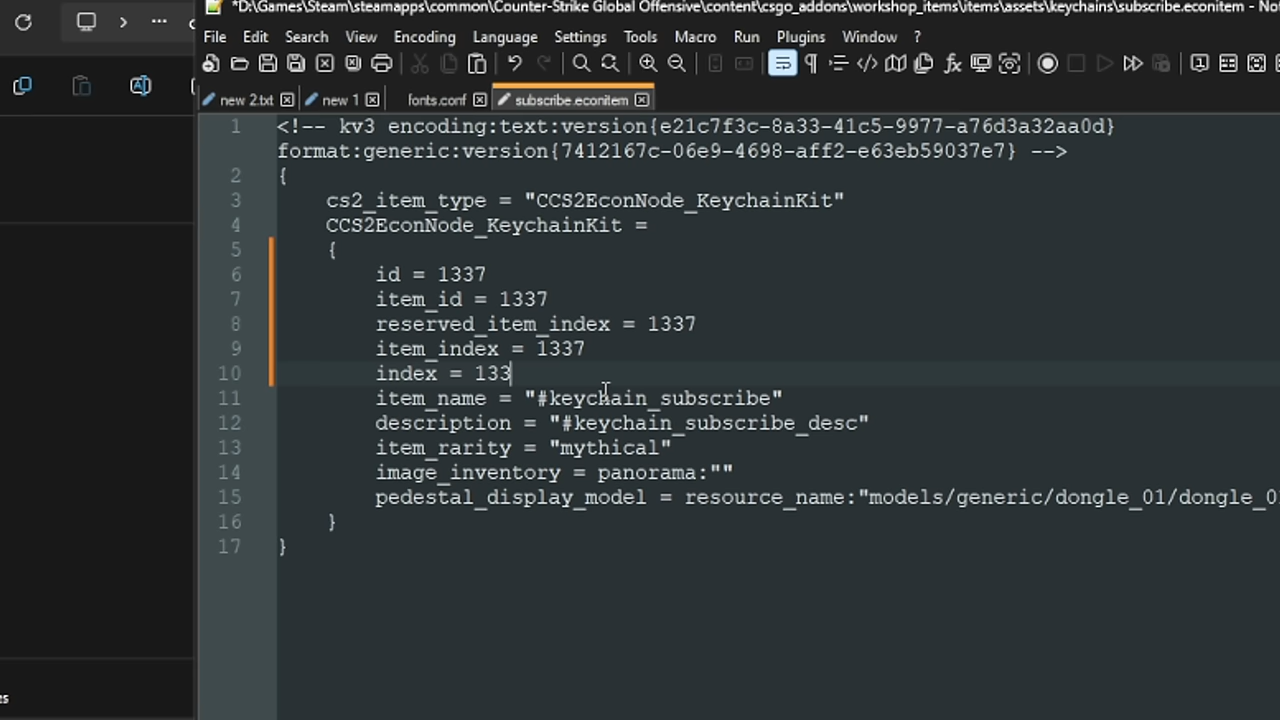 *D:\Games\Steam\steamapps\common\Counter-Strike Global Offensive\content\csgo_addons\workshop_items\items\assets\keychains\subscribe.econitem - Not
File Edit Search View Encoding Language Settings Tools Macro Run Plugins Window ?
new 2.txt new 1 fonts.conf subscribe.econitem
1 <!-- kv3 encoding:text:version{e21c7f3c-8a33-41c5-9977-a76d3a32aa0d}
format:generic:version{7412167c-06e9-4698-aff2-e63eb59037e7} -->
2 {
3 cs2_item_type = "CCS2EconNode_KeychainKit"
4 CCS2EconNode_KeychainKit =
5 {
6 id = 1337
7 item_id = 1337
8 reserved_item_index = 1337
9 item_index = 1337
10 index = 133
11 item_name = "#keychain_subscribe"
12 description = "#keychain_subscribe_desc"
13 item_rarity = "mythical"
14 image_inventory = panorama:""
15 pedestal_display_model = resource_name:"models/generic/dongle_01/dongle_0
16 }
17 }
es